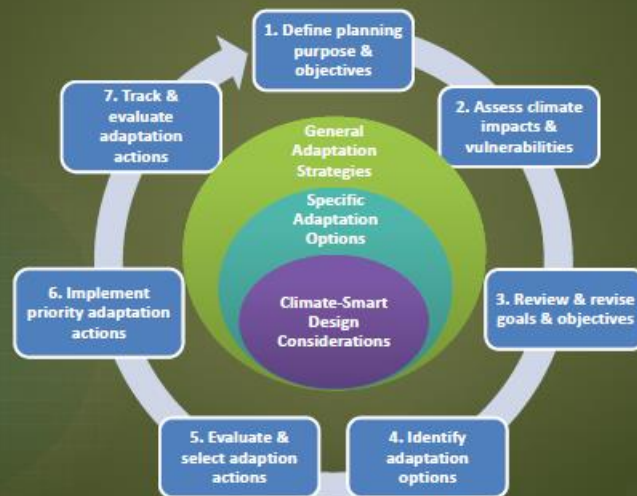 1. Define planning
purpose &
objectives
2. Assess climate
impacts &
vulnerabilities
3. Review & revise
goals & objectives
4. Identify
adaptation
options
5. Evaluate &
select adaption
actions
6. Implement
priority adaptation
actions
7. Track &
evaluate
adaptation
actions
General
Adaptation
Strategies
Specific
Adaptation
Options
Climate-Smart
Design
Considerations